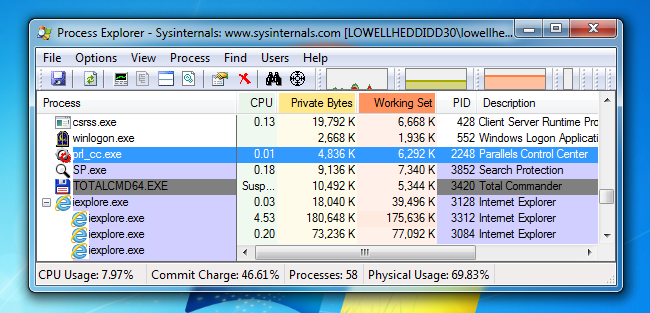 Process Explorer - Sysinternals: www.sysinternals.com [LOWELLHEDDIDD30\lowellhe...
File Options View Process Find Users Help
Process CPU Private Bytes Working Set PID Description
csrss.exe 0.13 19,792 K 6,668 K 428 Client Server Runtime Pro
winlogon.exe 2,668 K 1,936 K 552 Windows Logon Applicati
prl_cc.exe 0.01 4,836 K 6,292 K 2248 Parallels Control Center
SP.exe 0.18 9,136 K 7,340 K 3852 Search Protection
TOTALCMD64.EXE Susp... 10,492 K 5,344 K 3420 Total Commander
iexplore.exe 0.03 18,040 K 39,496 K 3128 Internet Explorer
iexplore.exe 4.53 180,648 K 175,636 K 3312 Internet Explorer
iexplore.exe 0.20 73,236 K 77,092 K 3084 Internet Explorer
iexplore.exe
CPU Usage: 7.97% Commit Charge: 46.61% Processes: 58 Physical Usage: 69.83%